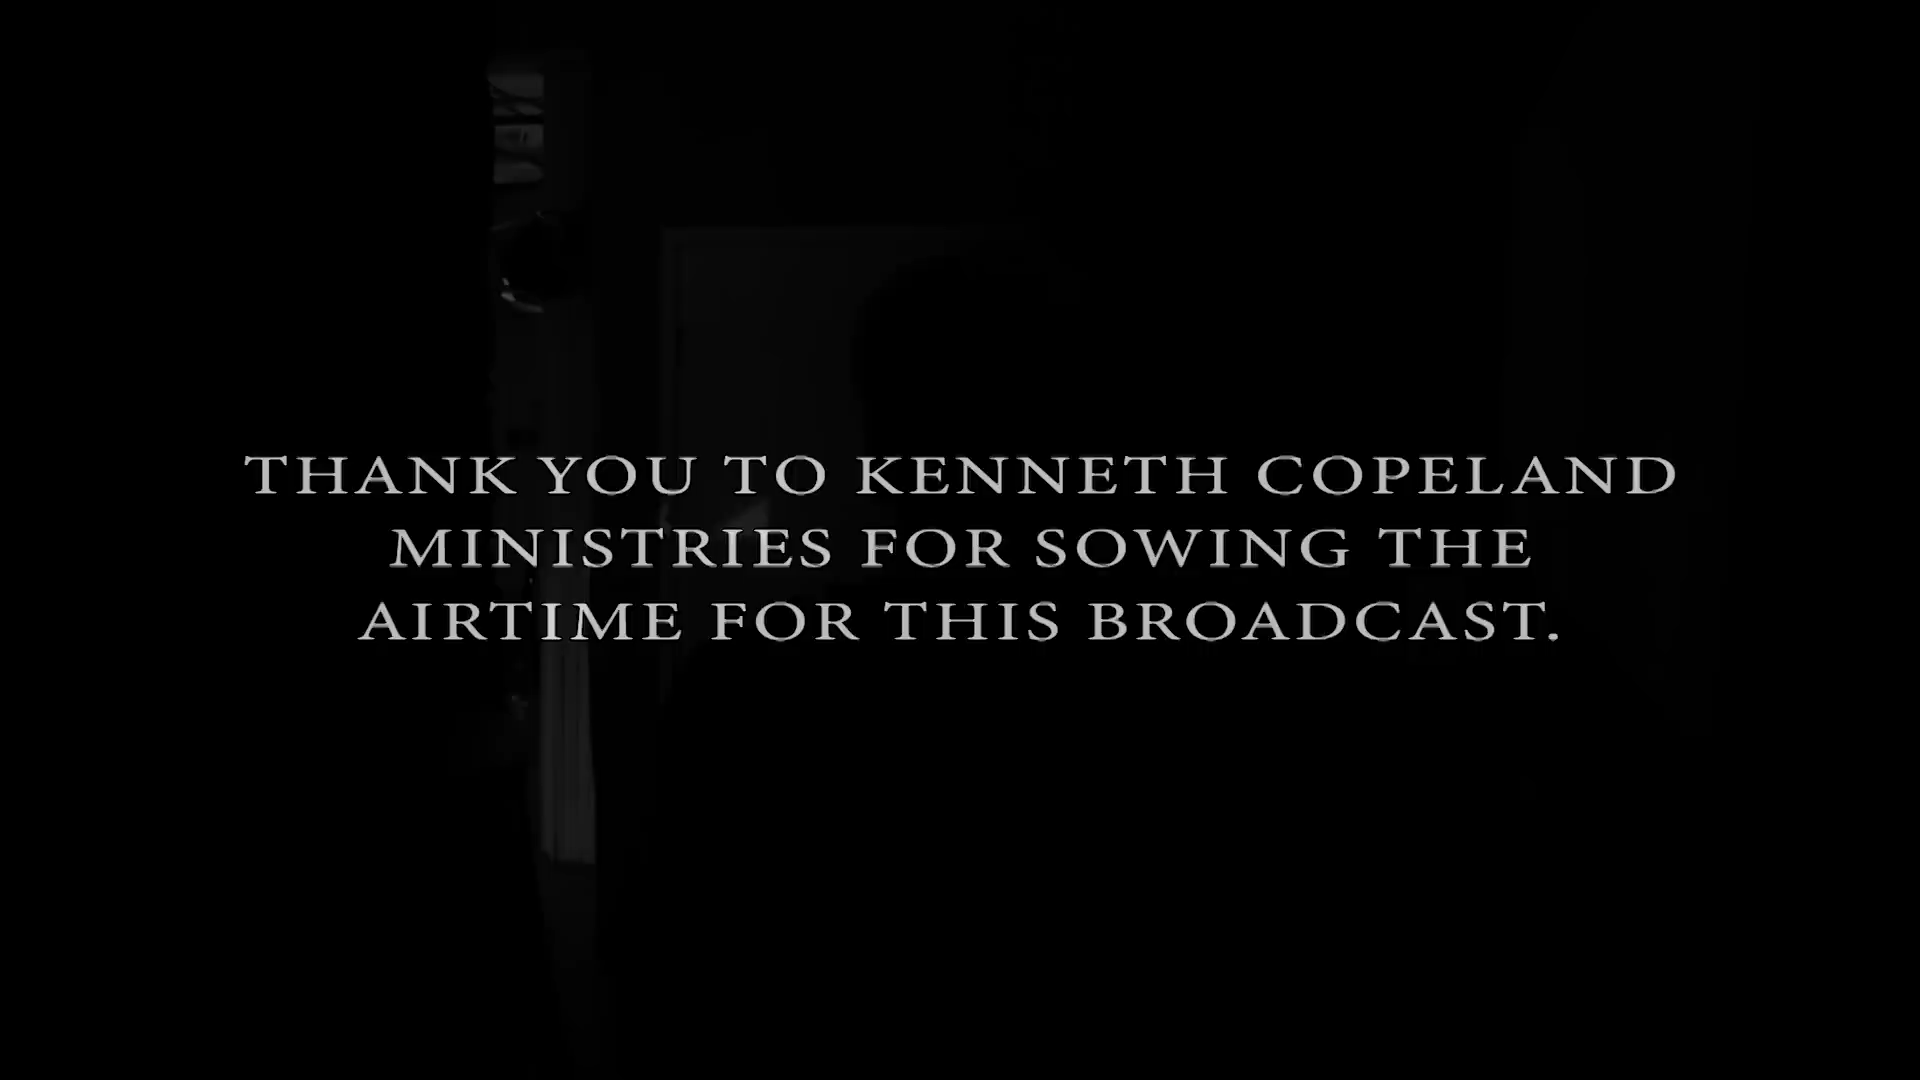 THANK YOU TO KENNETH COPELAND
MINISTRIES FOR SOWING THE
AIRTIME FOR THIS BROADCAST.